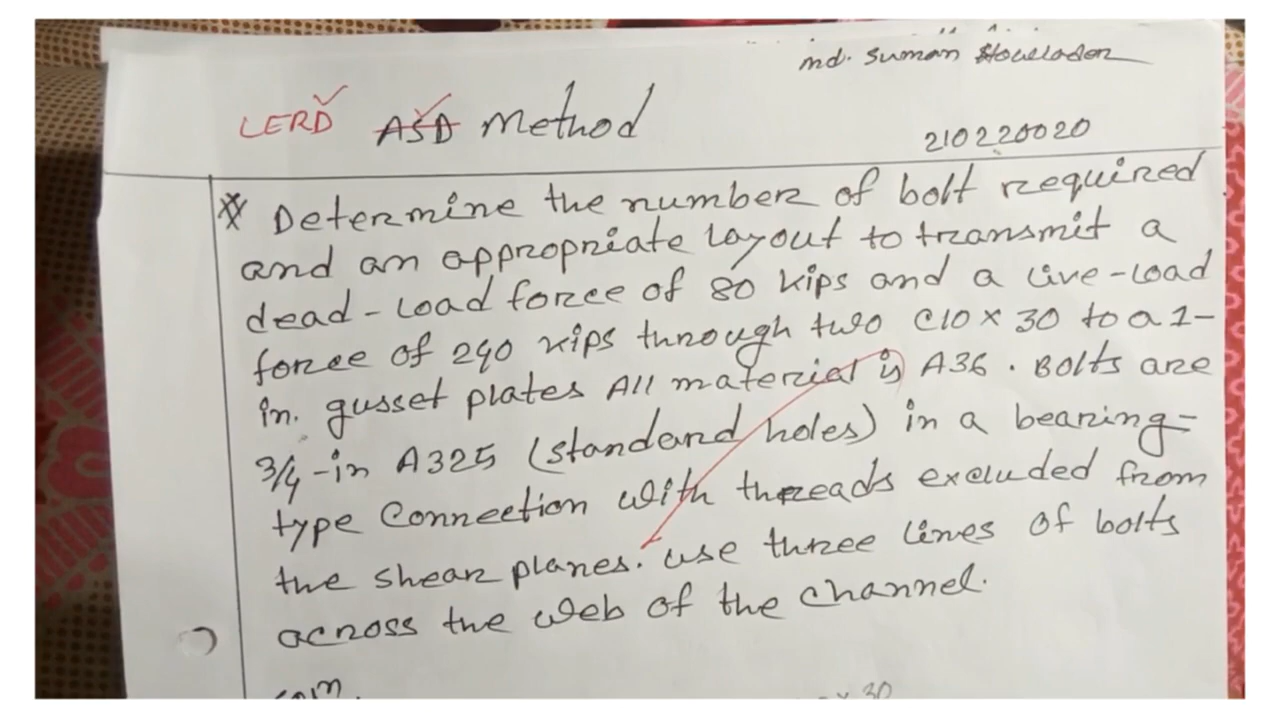 md. Suman Howlader
LERD ASD Method
210220020
* Determine the number of bolt required
and an appropriate layout to transmit a
dead-load force of 80 kips and a live-load
force of 240 kips through two C10 x 30 to a 1-
in. gusset plates All material is A36. Bolts are
3/4-in A325 (standard holes) in a bearing-
type Connection with threads excluded from
the shear planes. use three lines of bolts
across the web of the channel.
x 30